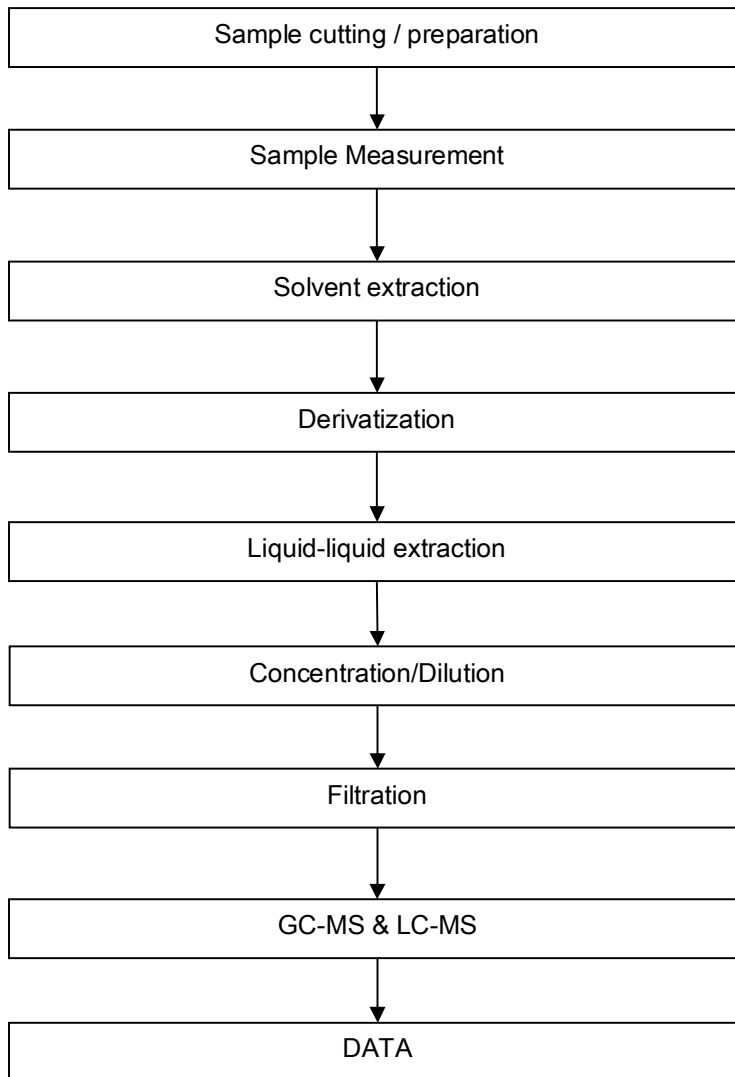 Sample cutting / preparation
Sample Measurement
Solvent extraction
Derivatization
Liquid-liquid extraction
Concentration/Dilution
Filtration
GC-MS & LC-MS
DATA